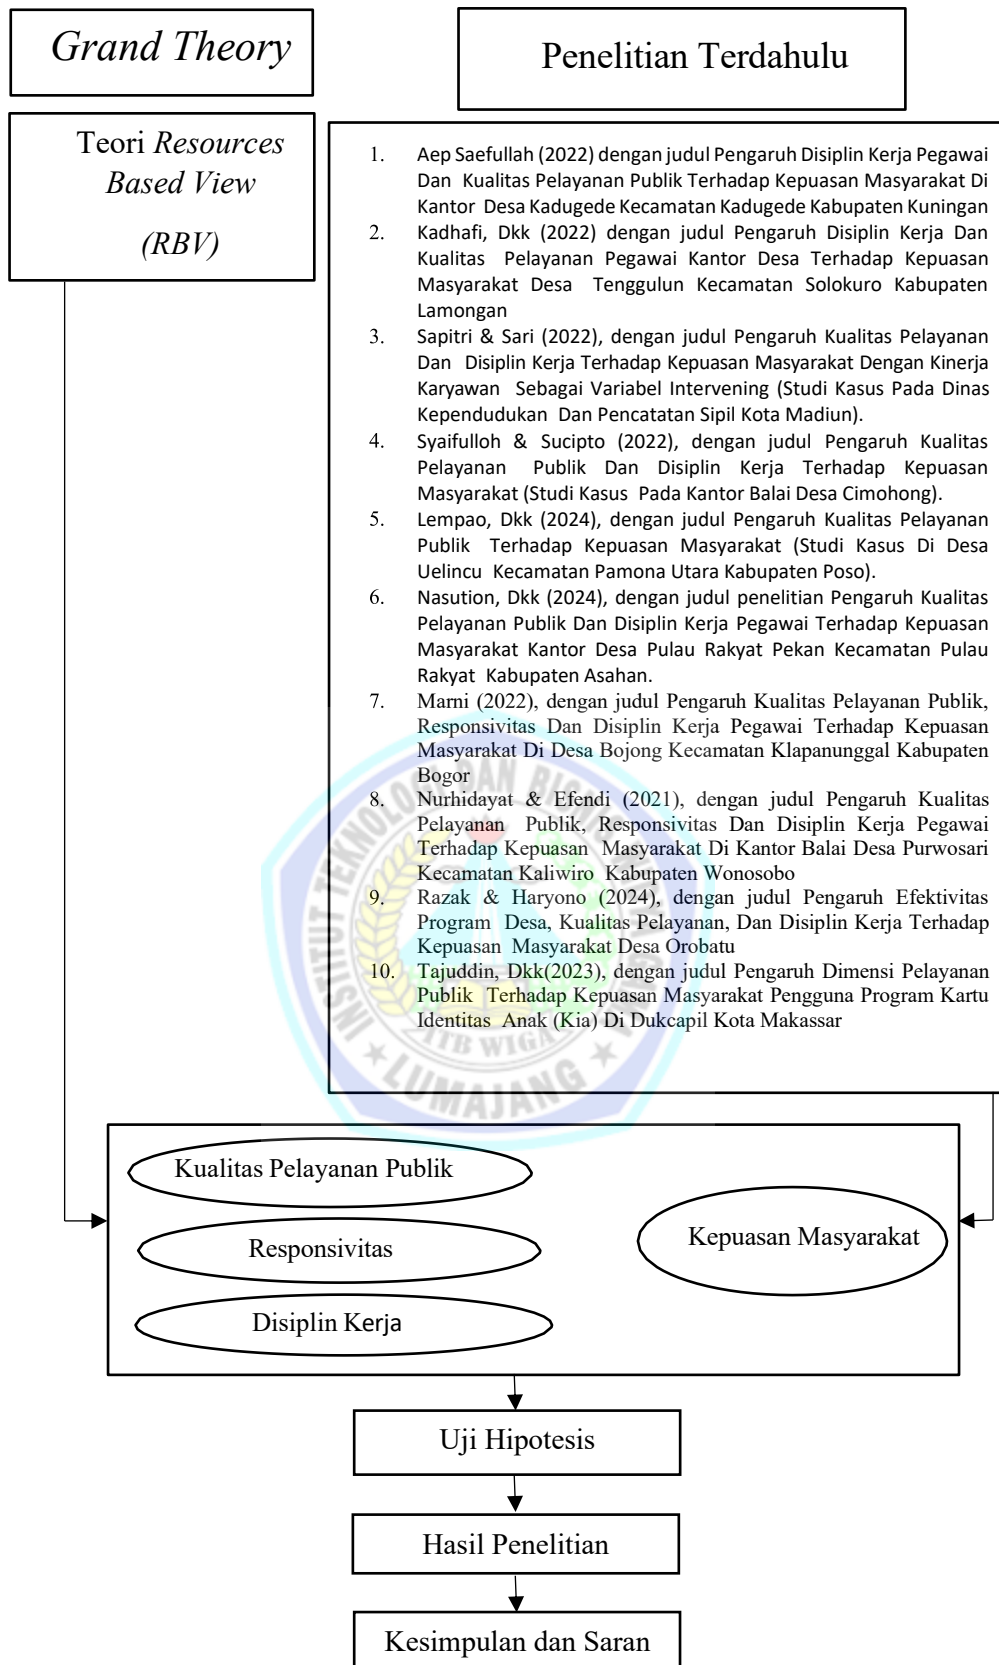 Grand Theory
Penelitian Terdahulu
Teori Resources
Based View
(RBV)
1. Aep Saefullah (2022) dengan judul Pengaruh Disiplin Kerja Pegawai
Dan Kualitas Pelayanan Publik Terhadap Kepuasan Masyarakat Di
Kantor Desa Kadugede Kecamatan Kadugede Kabupaten Kuningan
2. Kadhafi, Dkk (2022) dengan judul Pengaruh Disiplin Kerja Dan
Kualitas Pelayanan Pegawai Kantor Desa Terhadap Kepuasan
Masyarakat Desa Tenggulun Kecamatan Solokuro Kabupaten
Lamongan
3. Sapitri & Sari (2022), dengan judul Pengaruh Kualitas Pelayanan
Dan Disiplin Kerja Terhadap Kepuasan Masyarakat Dengan Kinerja
Karyawan Sebagai Variabel Intervening (Studi Kasus Pada Dinas
Kependudukan Dan Pencatatan Sipil Kota Madiun).
4. Syaifulloh & Sucipto (2022), dengan judul Pengaruh Kualitas
Pelayanan Publik Dan Disiplin Kerja Terhadap Kepuasan
Masyarakat (Studi Kasus Pada Kantor Balai Desa Cimohong).
5. Lempao, Dkk (2024), dengan judul Pengaruh Kualitas Pelayanan
Publik Terhadap Kepuasan Masyarakat (Studi Kasus Di Desa
Uelincu Kecamatan Pamona Utara Kabupaten Poso).
6. Nasution, Dkk (2024), dengan judul penelitian Pengaruh Kualitas
Pelayanan Publik Dan Disiplin Kerja Pegawai Terhadap Kepuasan
Masyarakat Kantor Desa Pulau Rakyat Pekan Kecamatan Pulau
Rakyat Kabupaten Asahan.
7. Marni (2022), dengan judul Pengaruh Kualitas Pelayanan Publik,
Responsivitas Dan Disiplin Kerja Pegawai Terhadap Kepuasan
Masyarakat Di Desa Bojong Kecamatan Klapanunggal Kabupaten
Bogor
8. Nurhidayat & Efendi (2021), dengan judul Pengaruh Kualitas
Pelayanan Publik, Responsivitas Dan Disiplin Kerja Pegawai
Terhadap Kepuasan Masyarakat Di Kantor Balai Desa Purwosari
Kecamatan Kaliwiro Kabupaten Wonosobo
9. Razak & Haryono (2024), dengan judul Pengaruh Efektivitas
Program Desa, Kualitas Pelayanan, Dan Disiplin Kerja Terhadap
Kepuasan Masyarakat Desa Orobatu
10. Tajuddin, Dkk(2023), dengan judul Pengaruh Dimensi Pelayanan
Publik Terhadap Kepuasan Masyarakat Pengguna Program Kartu
Identitas Anak (Kia) Di Dukcapil Kota Makassar
INSTITUT TEKNOLOGI DAN BISNIS WIDYA GAMA
ITB WIGA
LUMAJANG
Kualitas Pelayanan Publik
Responsivitas
Disiplin Kerja
Kepuasan Masyarakat
Uji Hipotesis
Hasil Penelitian
Kesimpulan dan Saran